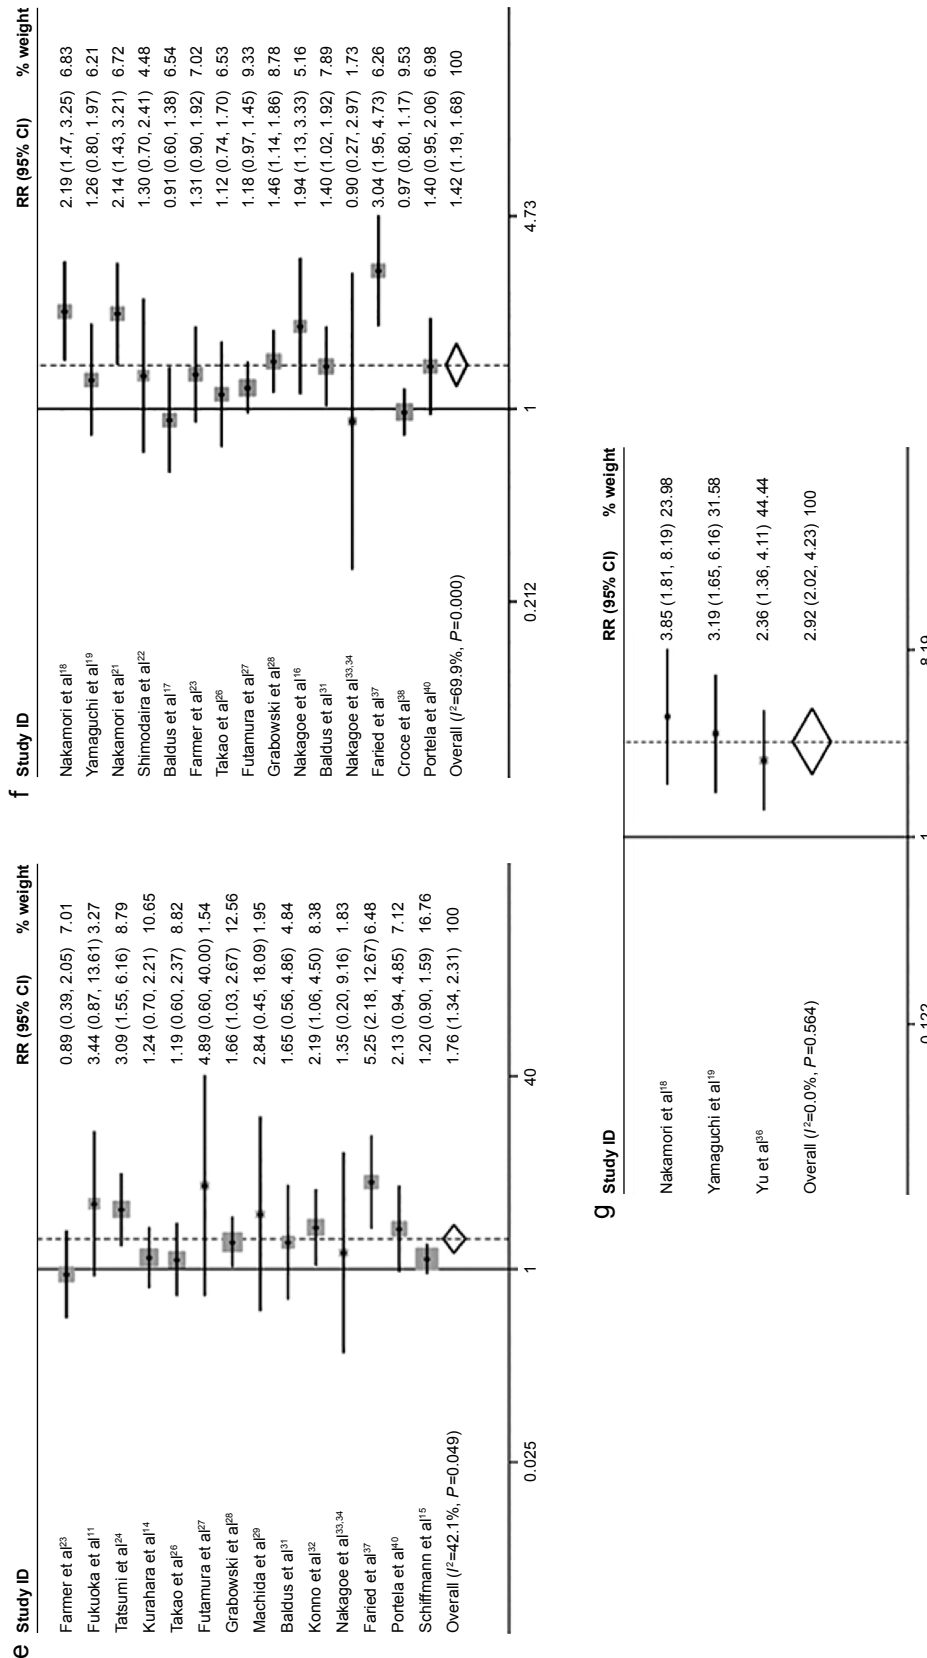 e
Study ID RR (95% CI) % weight
Farmer et al23 0.89 (0.39, 2.05) 7.01
Fukuoka et al11 3.44 (0.87, 13.61) 3.27
Tatsumi et al24 3.09 (1.55, 6.16) 8.79
Kurahara et al14 1.24 (0.70, 2.21) 10.65
Takao et al26 1.19 (0.60, 2.37) 8.82
Futamura et al27 4.89 (0.60, 40.00) 1.54
Grabowski et al28 1.66 (1.03, 2.67) 12.56
Machida et al29 2.84 (0.45, 18.09) 1.95
Baldus et al31 1.65 (0.56, 4.86) 4.84
Konno et al32 2.19 (1.06, 4.50) 8.38
Nakagoe et al33,34 1.35 (0.20, 9.16) 1.83
Faried et al37 5.25 (2.18, 12.67) 6.48
Portela et al40 2.13 (0.94, 4.85) 7.12
Schiffmann et al15 1.20 (0.90, 1.59) 16.76
Overall (I2=42.1%, P=0.049) 1.76 (1.34, 2.31) 100
0.025 1 40
f
Study ID RR (95% CI) % weight
Nakamori et al18 2.19 (1.47, 3.25) 6.83
Yamaguchi et al19 1.26 (0.80, 1.97) 6.21
Nakamori et al21 2.14 (1.43, 3.21) 6.72
Shimodaira et al22 1.30 (0.70, 2.41) 4.48
Baldus et al17 0.91 (0.60, 1.38) 6.54
Farmer et al23 1.31 (0.90, 1.92) 7.02
Takao et al26 1.12 (0.74, 1.70) 6.53
Futamura et al27 1.18 (0.97, 1.45) 9.33
Grabowski et al28 1.46 (1.14, 1.86) 8.78
Nakagoe et al16 1.94 (1.13, 3.33) 5.16
Baldus et al31 1.40 (1.02, 1.92) 7.89
Nakagoe et al33,34 0.90 (0.27, 2.97) 1.73
Faried et al37 3.04 (1.95, 4.73) 6.26
Croce et al38 0.97 (0.80, 1.17) 9.53
Portela et al40 1.40 (0.95, 2.06) 6.98
Overall (I2=69.9%, P=0.000) 1.42 (1.19, 1.68) 100
0.212 1 4.73
g
Study ID RR (95% CI) % weight
Nakamori et al18 3.85 (1.81, 8.19) 23.98
Yamaguchi et al19 3.19 (1.65, 6.16) 31.58
Yu et al36 2.36 (1.36, 4.11) 44.44
Overall (I2=0.0%, P=0.564) 2.92 (2.02, 4.23) 100
0.122 1 8.19